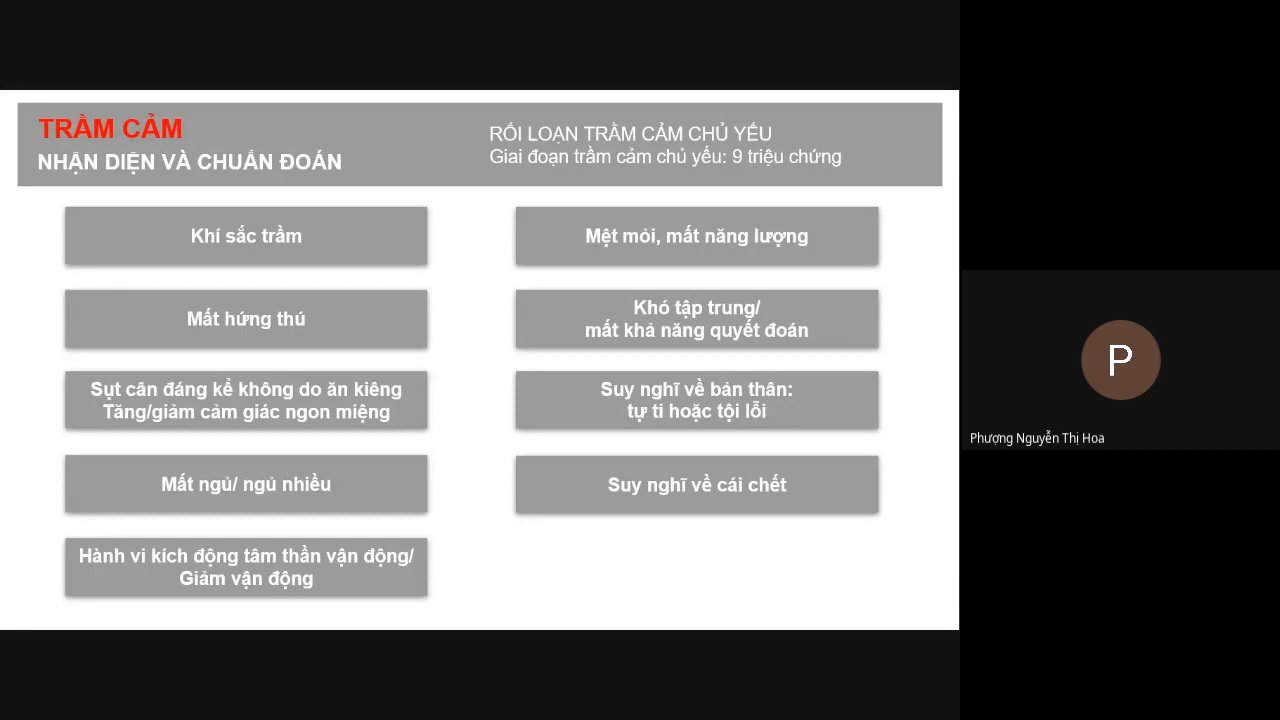 TRẦM CẢM
NHẬN DIỆN VÀ CHUẨN ĐOÁN
RỐI LOẠN TRẦM CẢM CHỦ YẾU
Giai đoạn trầm cảm chủ yếu: 9 triệu chứng
Khí sắc trầm
Mất hứng thú
Sụt cân đáng kể không do ăn kiêng
Tăng/giảm cảm giác ngon miệng
Mất ngủ/ ngủ nhiều
Hành vi kích động tâm thần vận động/
Giảm vận động
Mệt mỏi, mất năng lượng
Khó tập trung/
mất khả năng quyết đoán
Suy nghĩ về bản thân:
tự ti hoặc tội lỗi
Suy nghĩ về cái chết
P
Phượng Nguyễn Thị Hoa